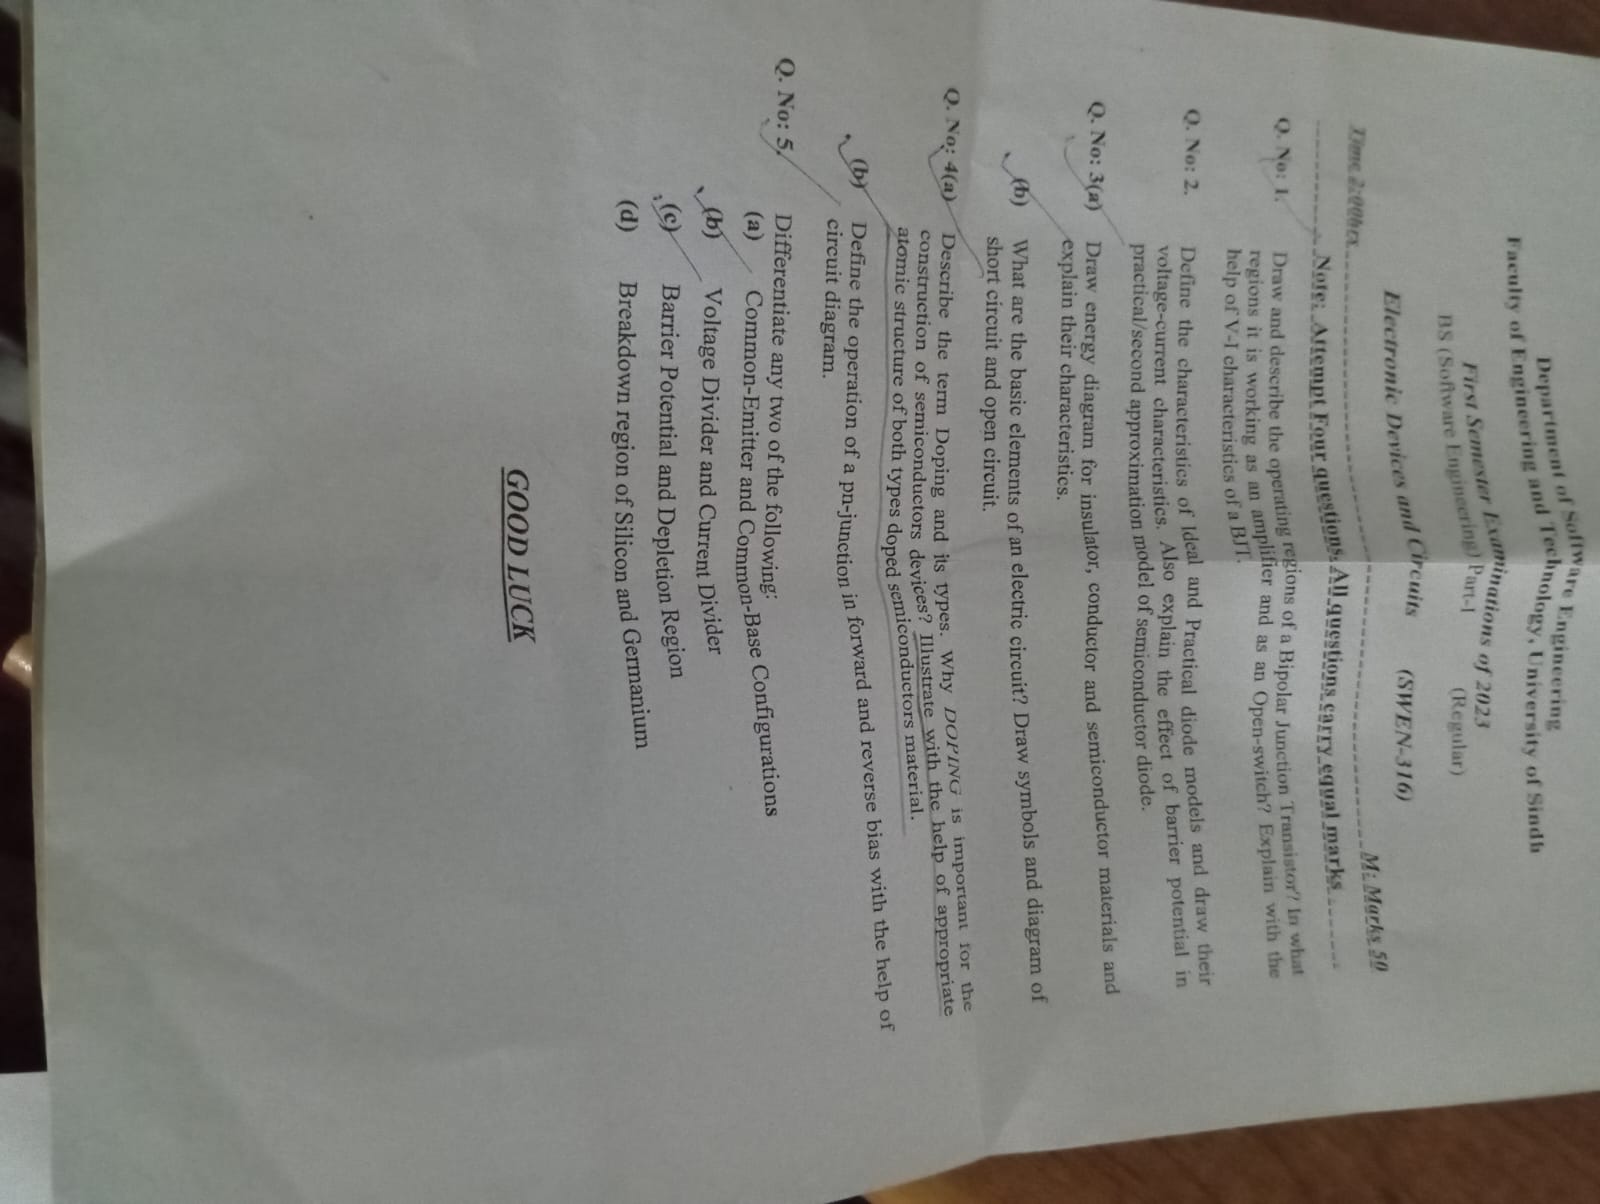 Department of Software Engineering
Faculty of Engineering and Technology, University of Sindh
First Semester Examinations of 2023
BS (Software Engineering) Part-I (Regular)
Electronic Devices and Circuits (SWEN-316)
Time 2:00hrs M: Marks 50
Note: Attempt Four questions. All questions carry equal marks
Q. No: 1. Draw and describe the operating regions of a Bipolar Junction Transistor? In what
regions it is working as an amplifier and as an Open-switch? Explain with the
help of V-I characteristics of a BJT.
Q. No: 2. Define the characteristics of Ideal and Practical diode models and draw their
voltage-current characteristics. Also explain the effect of barrier potential in
practical/second approximation model of semiconductor diode.
Q. No: 3(a) Draw energy diagram for insulator, conductor and semiconductor materials and
explain their characteristics.
(b) What are the basic elements of an electric circuit? Draw symbols and diagram of
short circuit and open circuit.
Q. No: 4(a) Describe the term Doping and its types. Why DOPING is important for the
construction of semiconductors devices? Illustrate with the help of appropriate
atomic structure of both types doped semiconductors material.
(b) Define the operation of a pn-junction in forward and reverse bias with the help of
circuit diagram.
Q. No: 5. Differentiate any two of the following:
(a) Common-Emitter and Common-Base Configurations
(b) Voltage Divider and Current Divider
(c) Barrier Potential and Depletion Region
(d) Breakdown region of Silicon and Germanium
GOOD LUCK